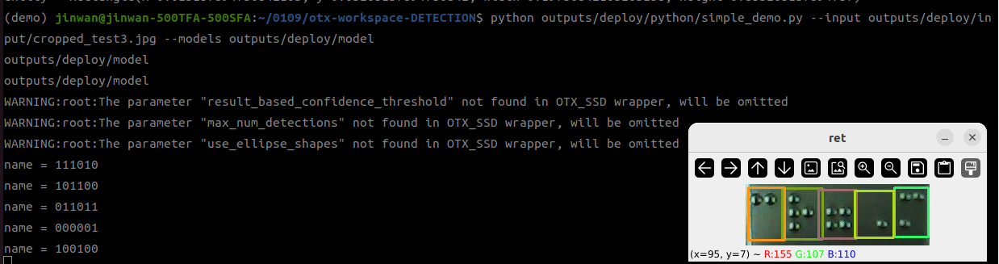 (demo) jinwan@jinwan-500TFA-500SFA:~/0109/otx-workspace-DETECTION$ python outputs/deploy/python/simple_demo.py --input outputs/deploy/in
put/cropped_test3.jpg --models outputs/deploy/model
outputs/deploy/model
outputs/deploy/model
WARNING:root:The parameter "result_based_confidence_threshold" not found in OTX_SSD wrapper, will be omitted
WARNING:root:The parameter "max_num_detections" not found in OTX_SSD wrapper, will be omitted
WARNING:root:The parameter "use_ellipse_shapes" not found in OTX_SSD wrapper, will be omitted
name = 111010
name = 101100
name = 011011
name = 000001
name = 100100
ret
(x=95, y=7) ~ R:155 G:107 B:110